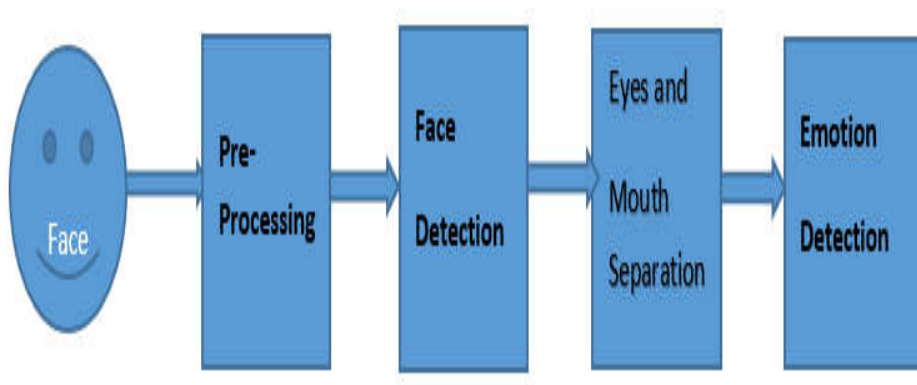 Face
Pre-
Processing
Face
Detection
Eyes and
Mouth
Separation
Emotion
Detection